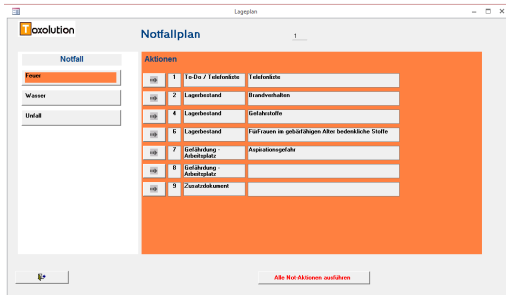 Lageplan
Toxolution
Notfallplan
1
Notfall
Feuer
Wasser
Unfall
Aktionen
1 To-Do / Telefonliste Telefonliste
2 Lagerbestand Brandverhalten
4 Lagerbestand Gefahrstoffe
6 Lagerbestand FürFrauen im gebärfähigen Alter bedenkliche Stoffe
7 Gefährdung - Arbeitsplatz Aspirationsgefahr
8 Gefährdung - Arbeitsplatz
9 Zusatzdokument
Alle Not-Aktionen ausführen